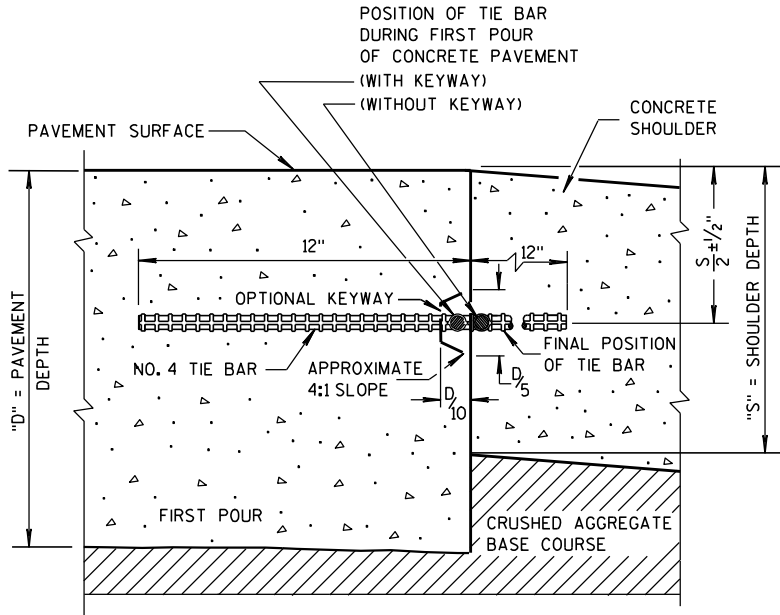 POSITION OF TIE BAR
DURING FIRST POUR
OF CONCRETE PAVEMENT
(WITH KEYWAY)
(WITHOUT KEYWAY)
CONCRETE
SHOULDER
PAVEMENT SURFACE
12"
12"
S/2 ±1/2"
OPTIONAL KEYWAY
NO. 4 TIE BAR
APPROXIMATE
4:1 SLOPE
D/10
D/5
FINAL POSITION
OF TIE BAR
"D" = PAVEMENT
DEPTH
"S" = SHOULDER DEPTH
FIRST POUR
CRUSHED AGGREGATE
BASE COURSE